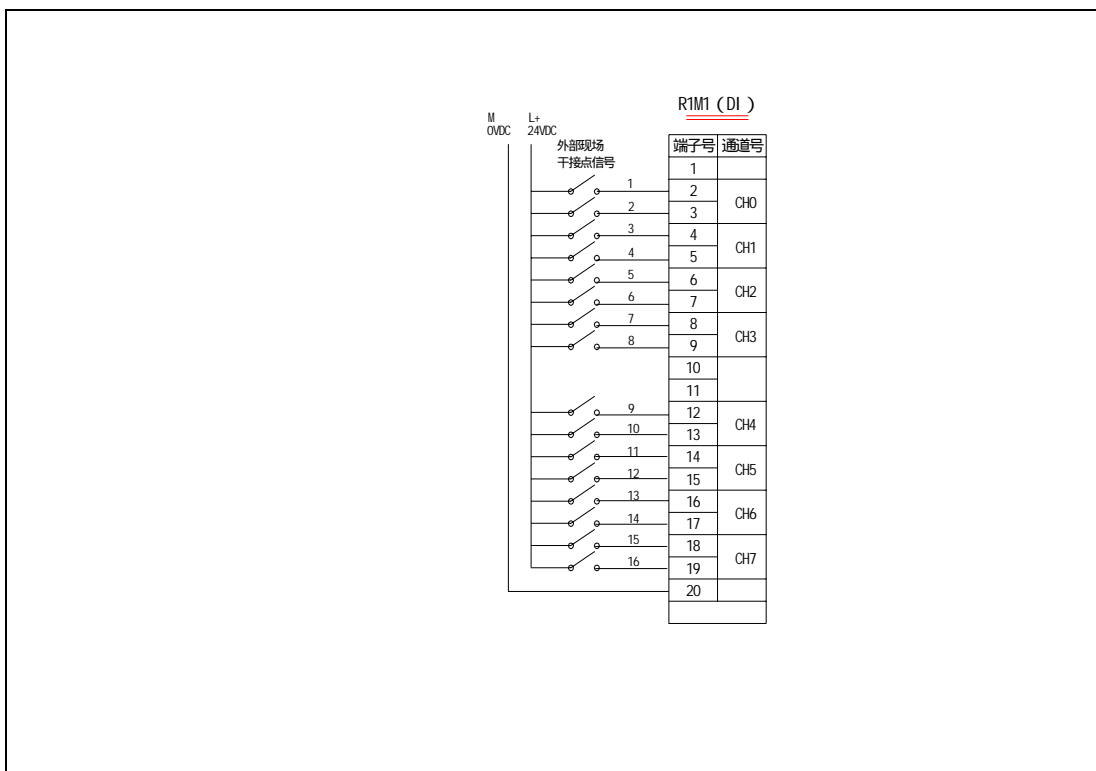 R1M1（DI）
M L+
0VDC 24VDC
外部现场
干接点信号
端子号 通道号
1
1 2 CH0
2 3
3 4 CH1
4 5
5 6 CH2
6 7
7 8 CH3
8 9
10
11
9 12 CH4
10 13
11 14 CH5
12 15
13 16 CH6
14 17
15 18 CH7
16 19
20